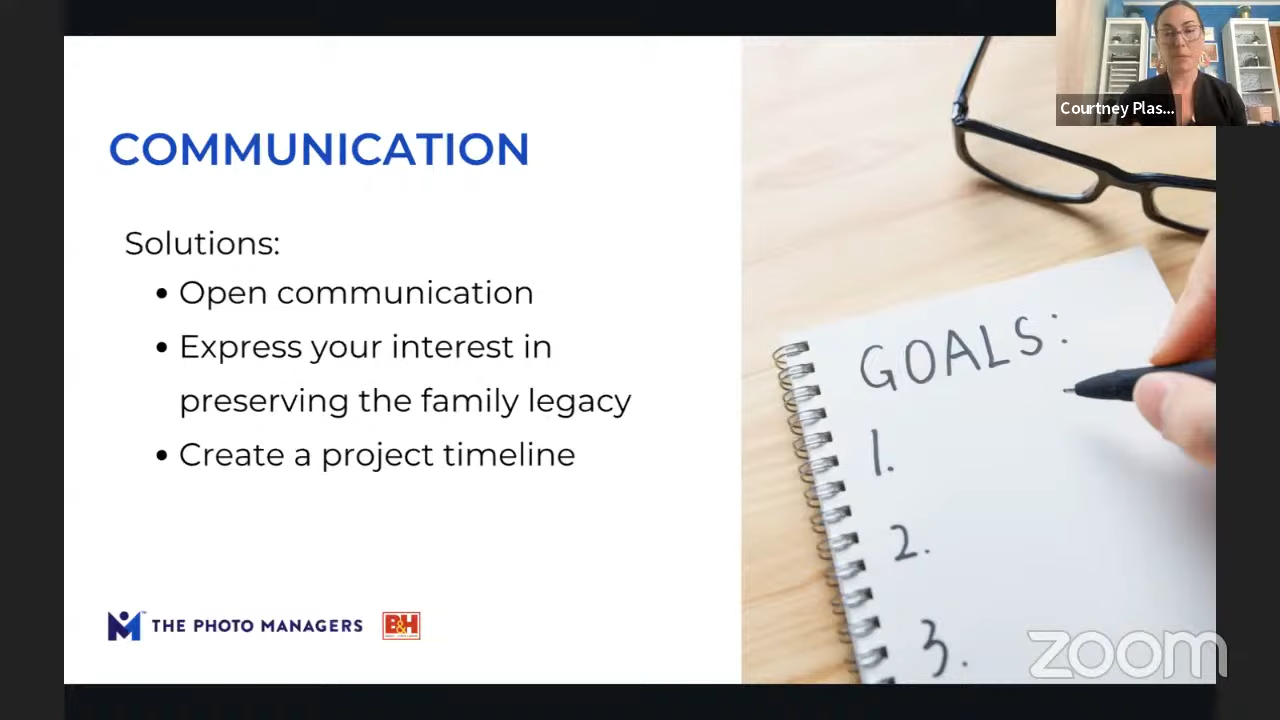 COMMUNICATION
Solutions:
• Open communication
• Express your interest in
preserving the family legacy
• Create a project timeline
THE PHOTO MANAGERS
B&H
GOALS:
1.
2.
3.
Courtney Plas...
zoom